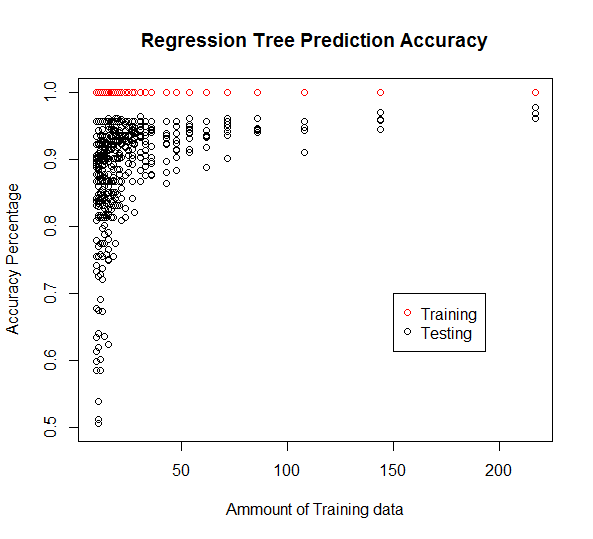 Regression Tree Prediction Accuracy
Accuracy Percentage
1.0
0.9
0.8
0.7
0.6
0.5
Training
Testing
50
100
150
200
Ammount of Training data